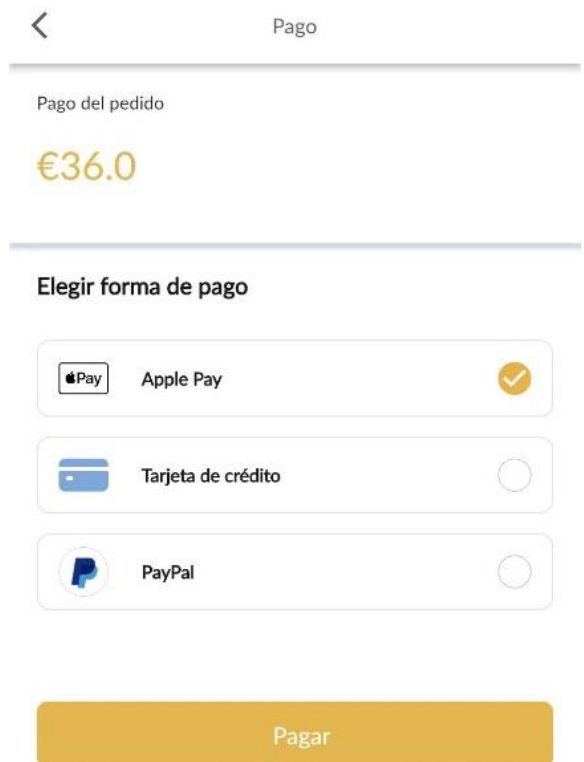 Pago
Pago del pedido
€36.0
Elegir forma de pago
Pay Apple Pay
Tarjeta de crédito
PayPal
Pagar